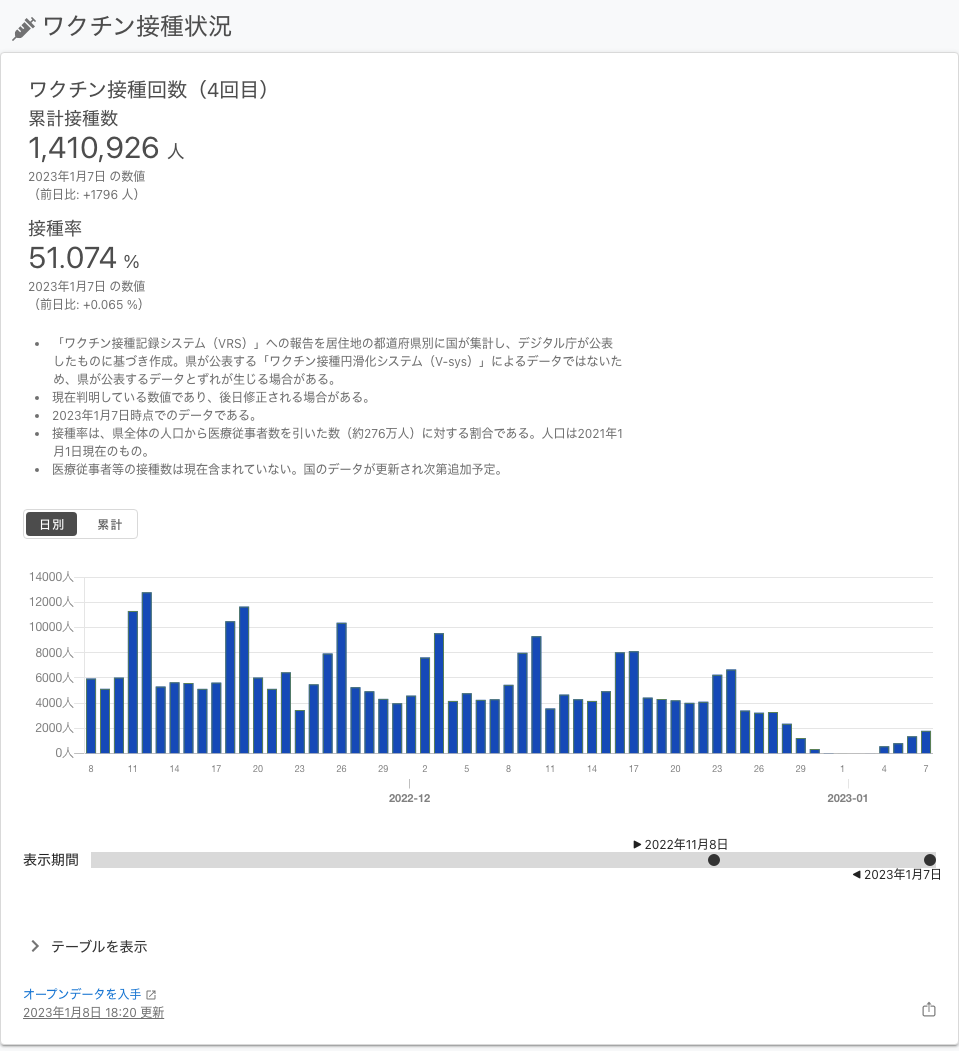 ワクチン接種状況
ワクチン接種回数（4回目）
累計接種数
1,410,926 人
2023年1月7日 の数値
（前日比: +1796 人）
接種率
51.074 %
2023年1月7日 の数値
（前日比: +0.065 %）
• 「ワクチン接種記録システム（VRS）」への報告を居住地の都道府県別に国が集計し、デジタル庁が公表
したものに基づき作成。県が公表する「ワクチン接種円滑化システム（V-sys）」によるデータではないた
め、県が公表するデータとずれが生じる場合がある。
• 現在判明している数値であり、後日修正される場合がある。
• 2023年1月7日時点でのデータである。
• 接種率は、県全体の人口から医療従事者数を引いた数（約276万人）に対する割合である。人口は2021年1
月1日現在のもの。
• 医療従事者等の接種数は現在含まれていない。国のデータが更新され次第追加予定。
日別 累計
14000人
12000人
10000人
8000人
6000人
4000人
2000人
0人
8 11 14 17 20 23 26 29 2 5 8 11 14 17 20 23 26 29 1 4 7
2022-12 2023-01
▶ 2022年11月8日
表示期間
◀ 2023年1月7日
テーブルを表示
オープンデータを入手
2023年1月8日 18:20 更新